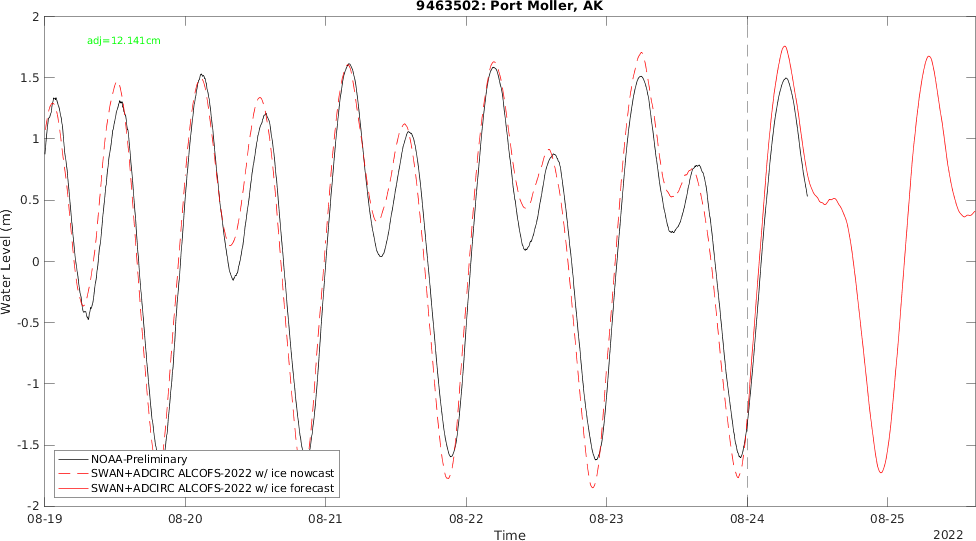 9463502: Port Moller, AK
adj=12.141cm
2
1.5
1
0.5
0
-0.5
-1
-1.5
-2
Water Level (m)
NOAA-Preliminary
SWAN+ADCIRC ALCOFS-2022 w/ ice nowcast
SWAN+ADCIRC ALCOFS-2022 w/ ice forecast
08-19 08-20 08-21 08-22 08-23 08-24 08-25
Time
2022